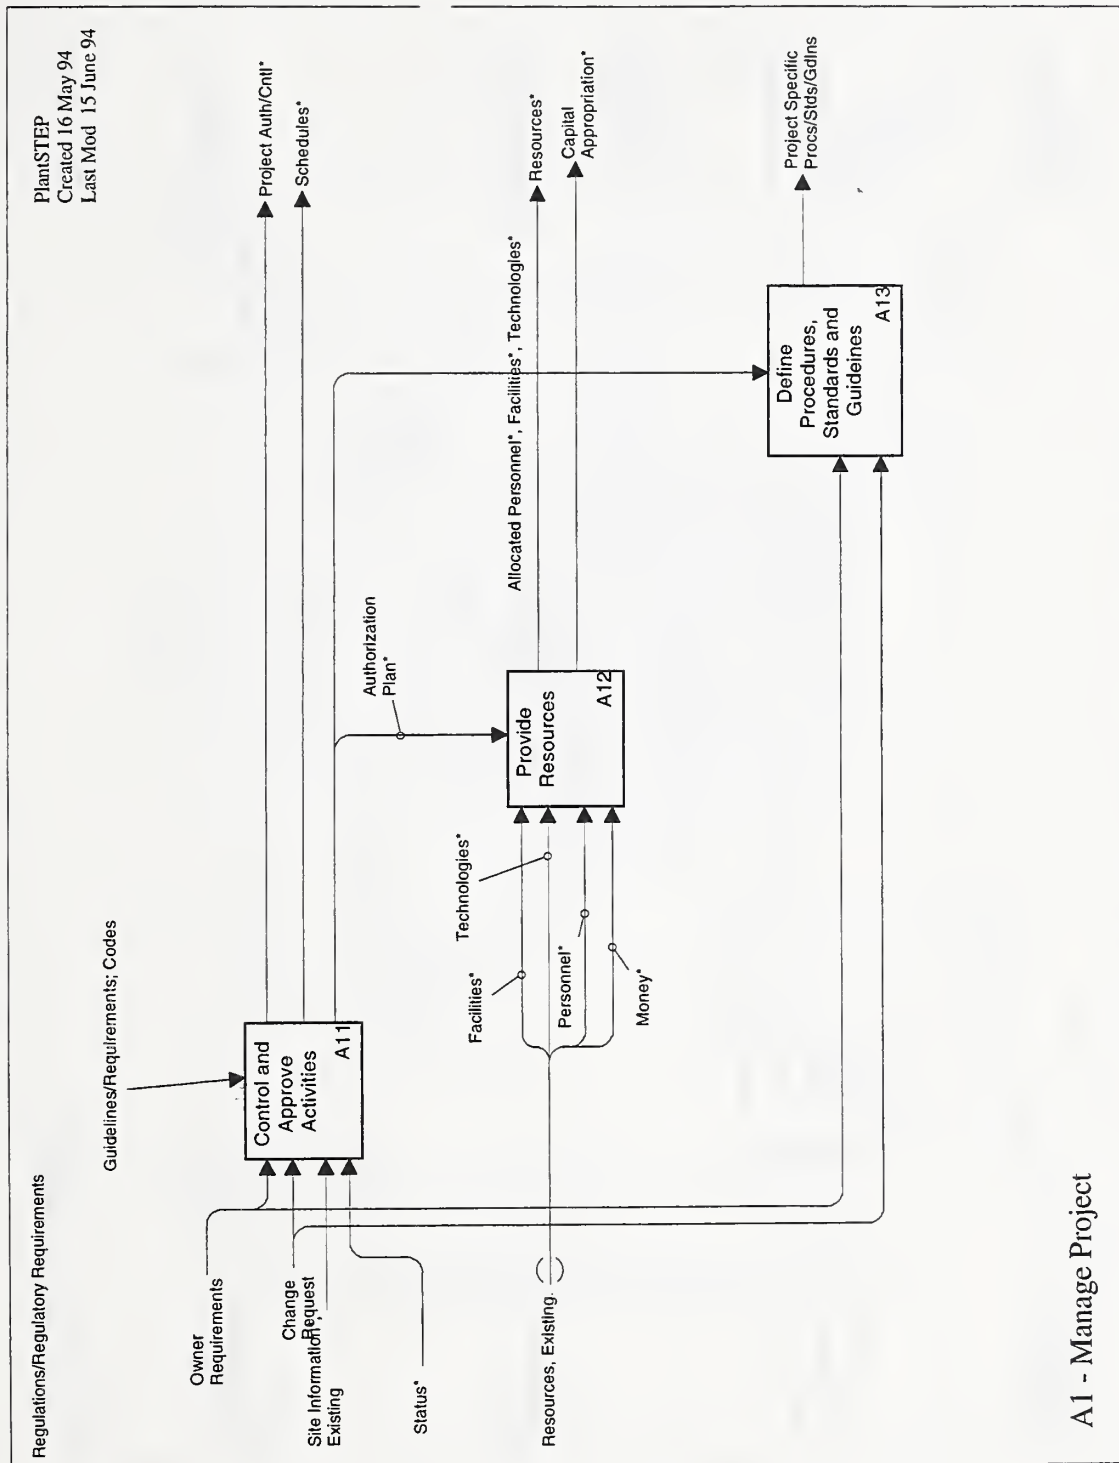 PlantSTEP
Created 16 May 94
Last Mod 15 June 94
Regulations/Regulatory Requirements
Guidelines/Requirements; Codes
Owner
Requirements
Change
Request
Site Information*,
Existing
Status*
Control and
Approve
Activities
A11
Project Auth/Cntl*
Schedules*
Authorization
Plan*
Resources, Existing.
Facilities*
Technologies*
Personnel*
Money*
Provide
Resources
A12
Allocated Personnel*, Facilities*, Technologies*
Resources*
Capital
Appropriation*
Define
Procedures,
Standards and
Guideines
A13
Project Specific
Procs/Stds/Gdlns
A1 - Manage Project